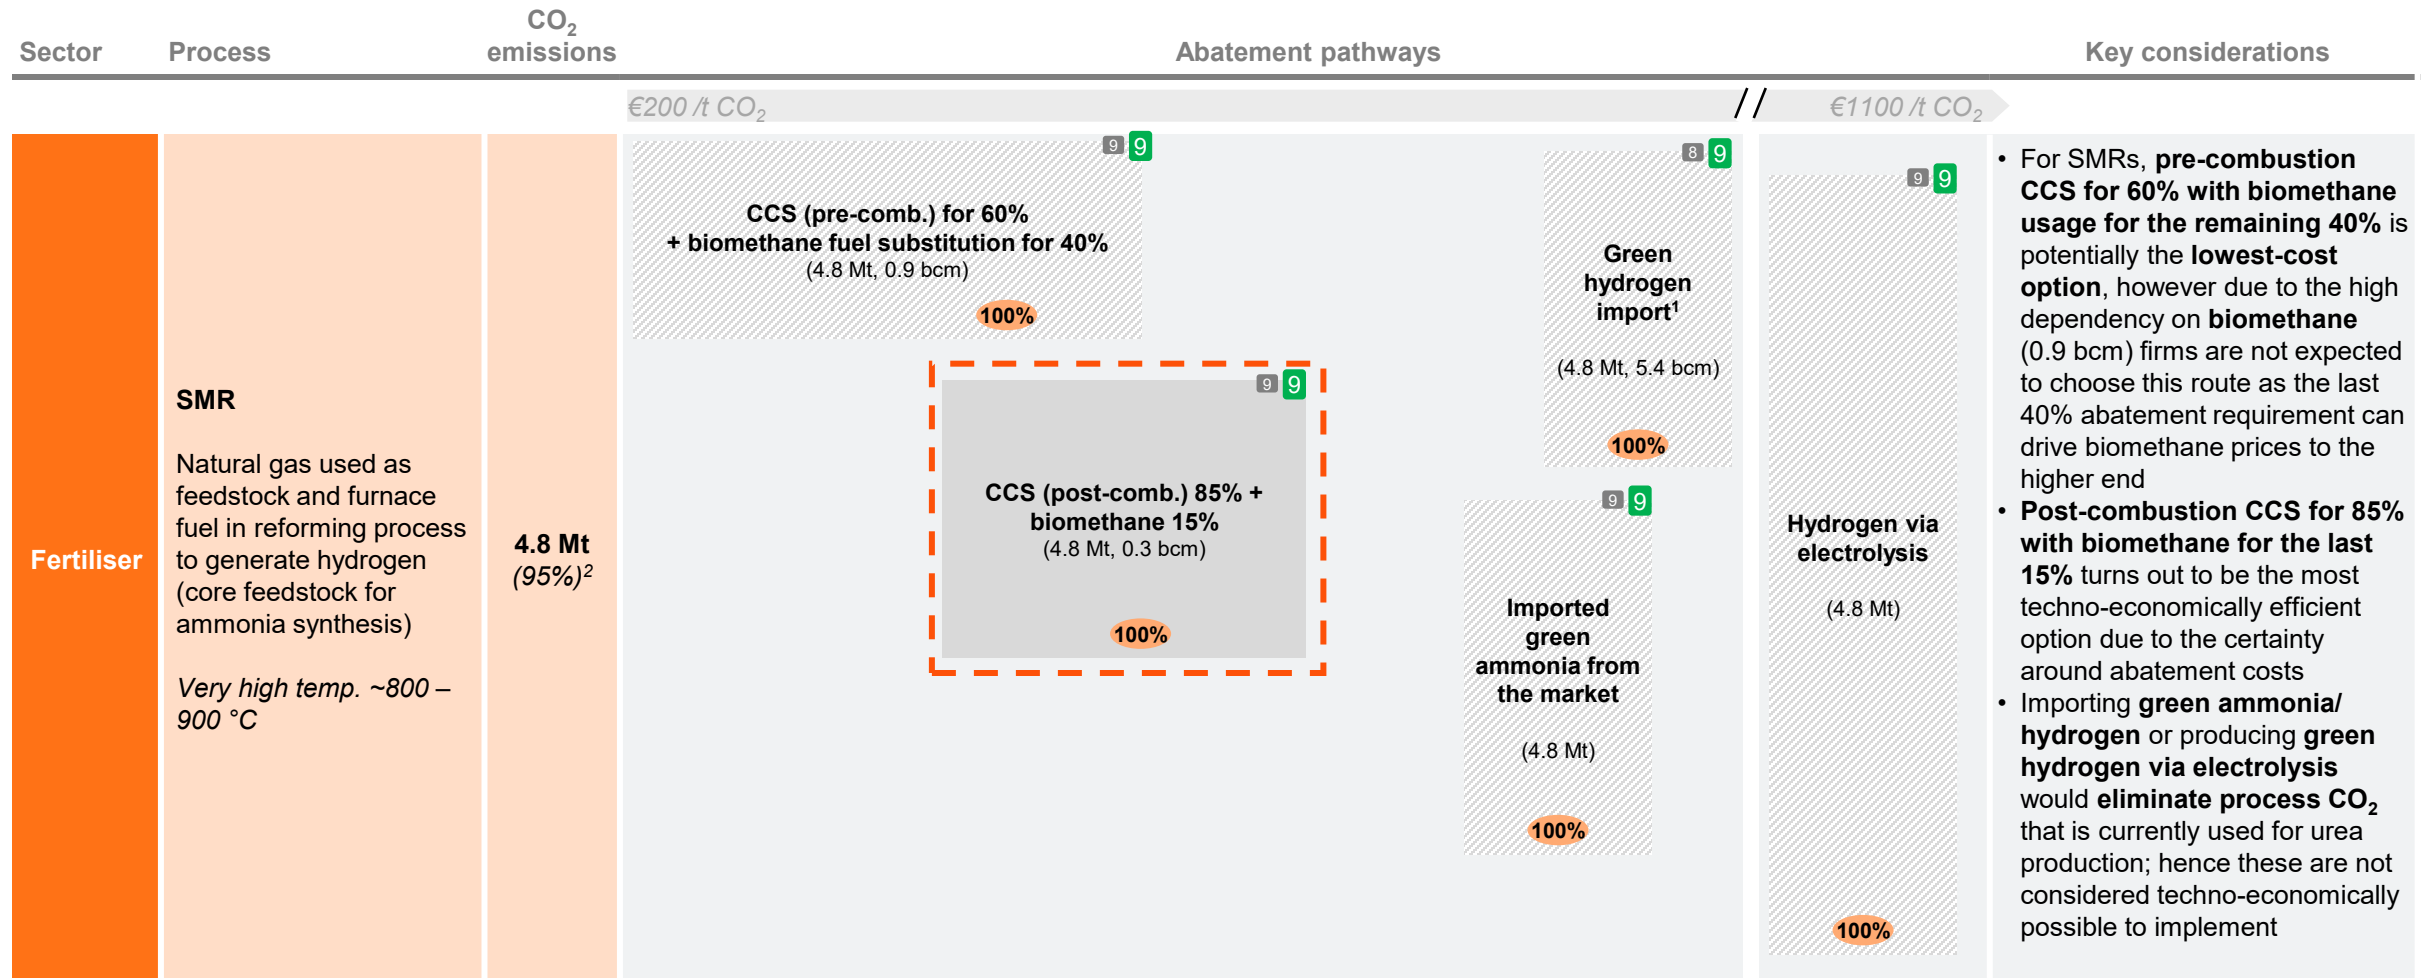 Sector
Process
CO₂
emissions
Abatement pathways
Key considerations
€200 /t CO₂
€1100 /t CO₂
Fertiliser
SMR
Natural gas used as
feedstock and furnace
fuel in reforming process
to generate hydrogen
(core feedstock for
ammonia synthesis)
Very high temp. ~800 –
900 °C
4.8 Mt
(95%)²
9 9
CCS (pre-comb.) for 60%
+ biomethane fuel substitution for 40%
(4.8 Mt, 0.9 bcm)
100%
9 9
CCS (post-comb.) 85% +
biomethane 15%
(4.8 Mt, 0.3 bcm)
100%
8 9
Green
hydrogen
import¹
(4.8 Mt, 5.4 bcm)
100%
9 9
Imported
green
ammonia from
the market
(4.8 Mt)
100%
9 9
Hydrogen via
electrolysis
(4.8 Mt)
100%
• For SMRs, pre-combustion
CCS for 60% with biomethane
usage for the remaining 40% is
potentially the lowest-cost
option, however due to the high
dependency on biomethane
(0.9 bcm) firms are not expected
to choose this route as the last
40% abatement requirement can
drive biomethane prices to the
higher end
• Post-combustion CCS for 85%
with biomethane for the last
15% turns out to be the most
techno-economically efficient
option due to the certainty
around abatement costs
• Importing green ammonia/
hydrogen or producing green
hydrogen via electrolysis
would eliminate process CO₂
that is currently used for urea
production; hence these are not
considered techno-economically
possible to implement